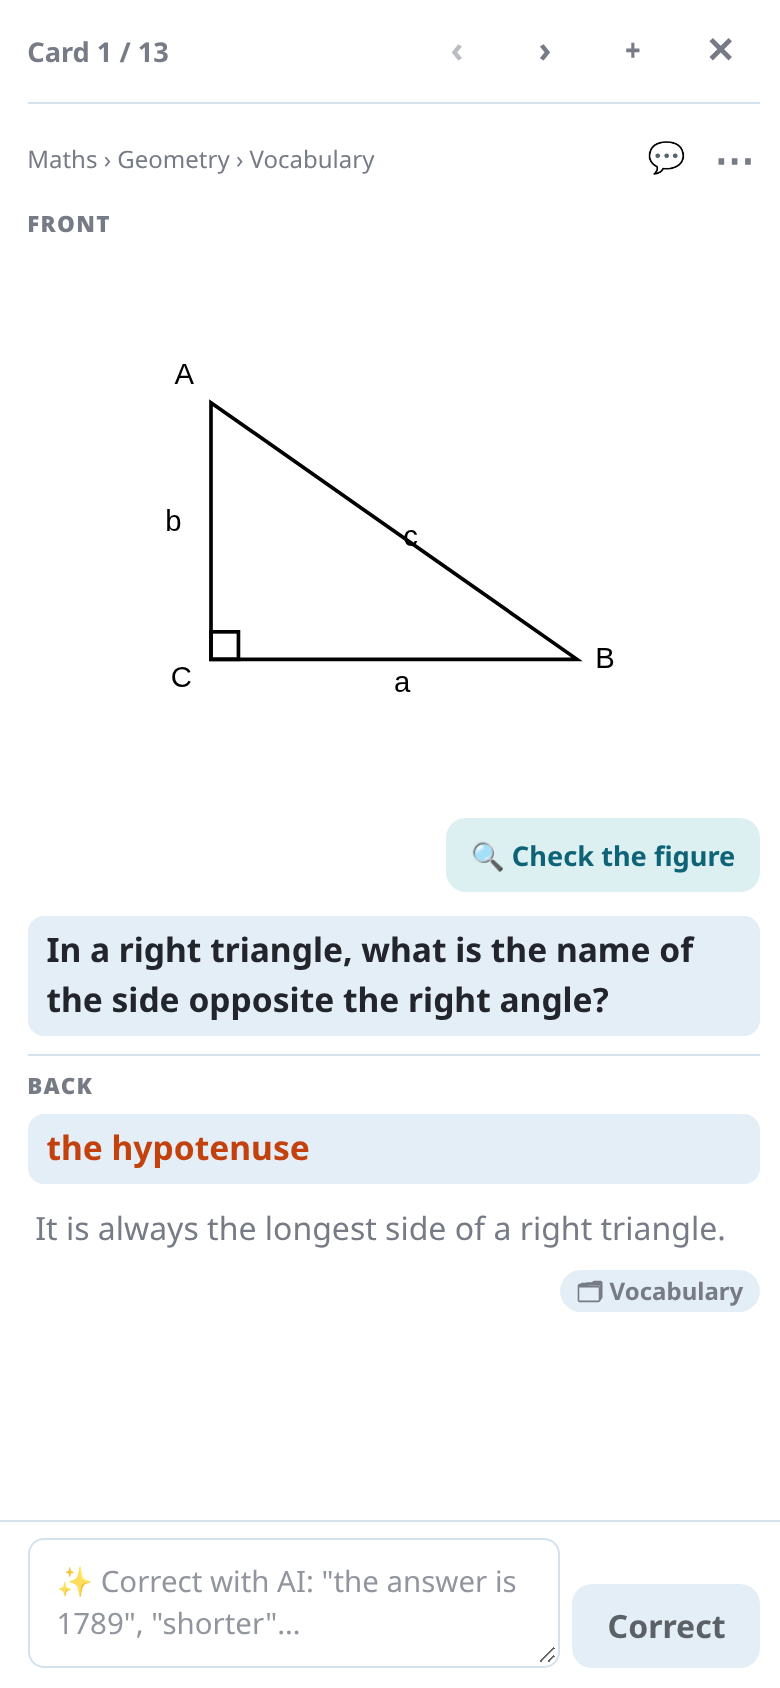 Card 1 / 13
‹ › + ✕
Maths › Geometry › Vocabulary
💬 ...
FRONT
A
b
c
C
B
a
🔍 Check the figure
In a right triangle, what is the name of
the side opposite the right angle?
BACK
the hypotenuse
It is always the longest side of a right triangle.
🗂 Vocabulary
✨ Correct with AI: "the answer is
1789", "shorter"...
Correct